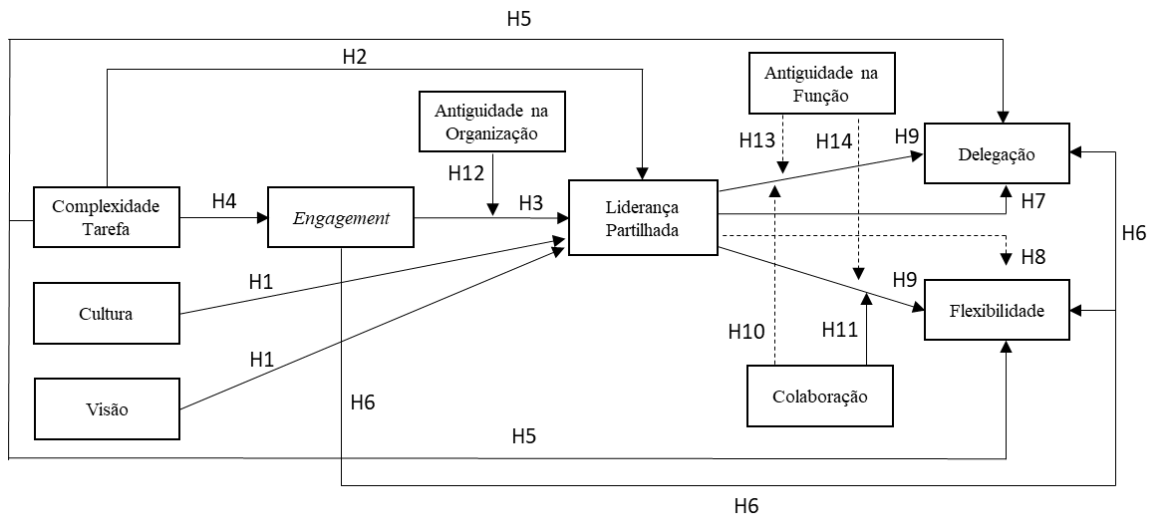 H5
H2
Antiguidade na
Função
Antiguidade na
Organização
H13
H14
H9
Delegação
H12
Complexidade
Tarefa
H4
Engagement
H3
Liderança
Partilhada
H7
H6
H8
H1
Cultura
H9
Flexibilidade
H10
H11
H1
Visão
H6
Colaboração
H5
H6